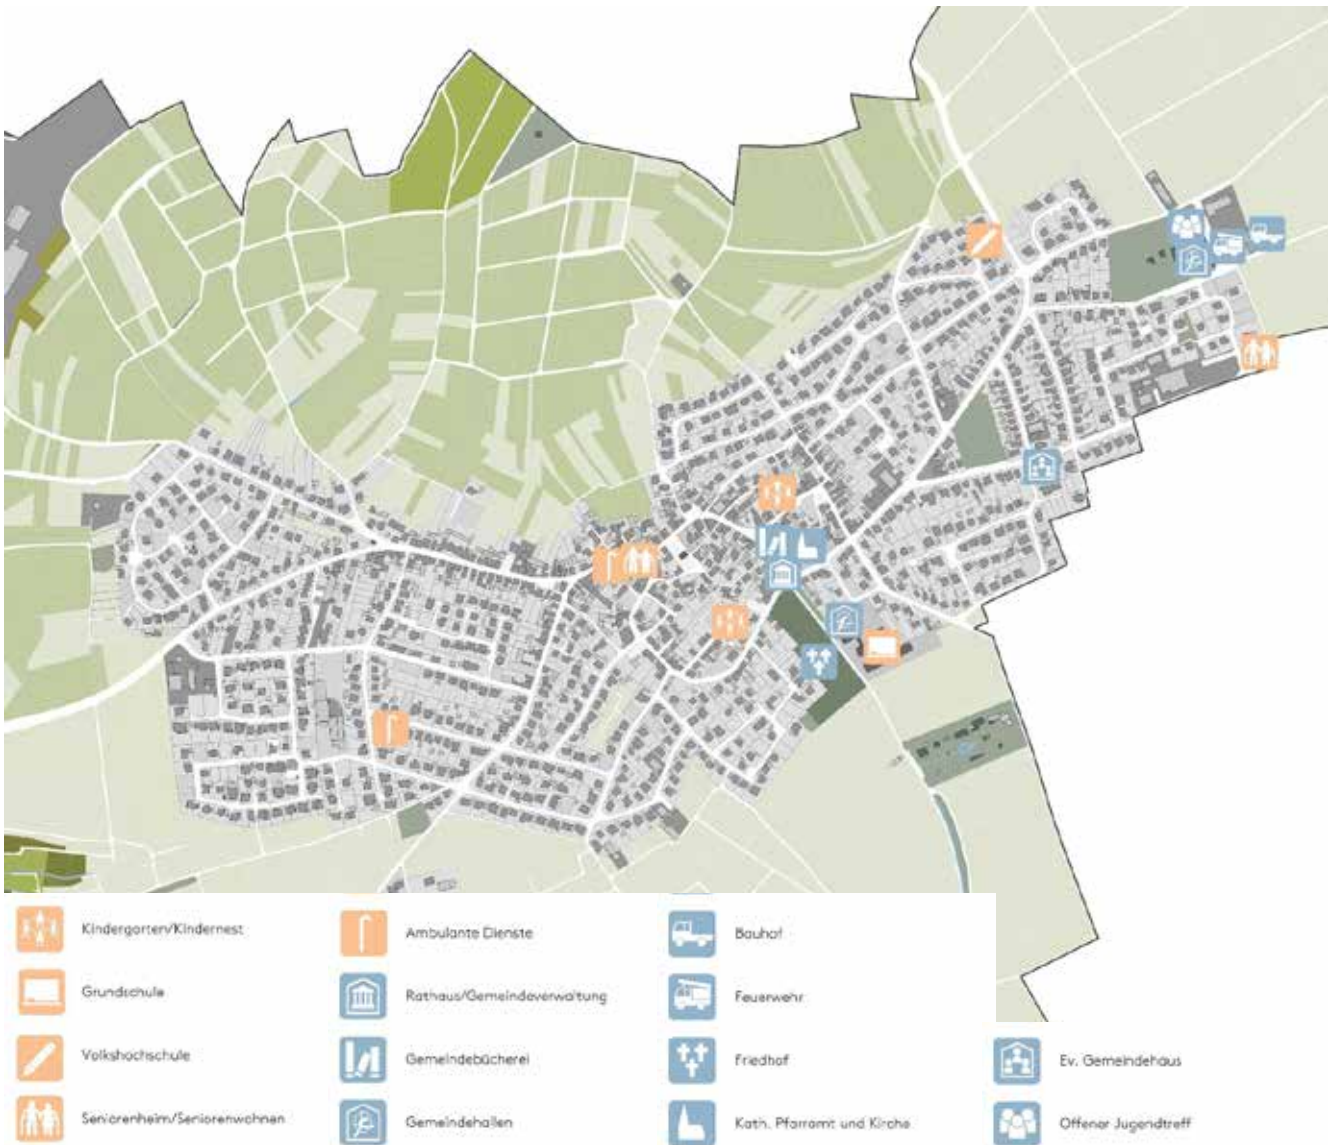 Kindergarten/Kindernest
Grundschule
Volkshochschule
Seniorenheim/Seniorenwohnen
Ambulante Dienste
Rathaus/Gemeindeverwaltung
Gemeindebücherei
Gemeindehallen
Bauhof
Feuerwehr
Friedhof
Kath. Pfarramt und Kirche
Ev. Gemeindehaus
Offener Jugendtreff